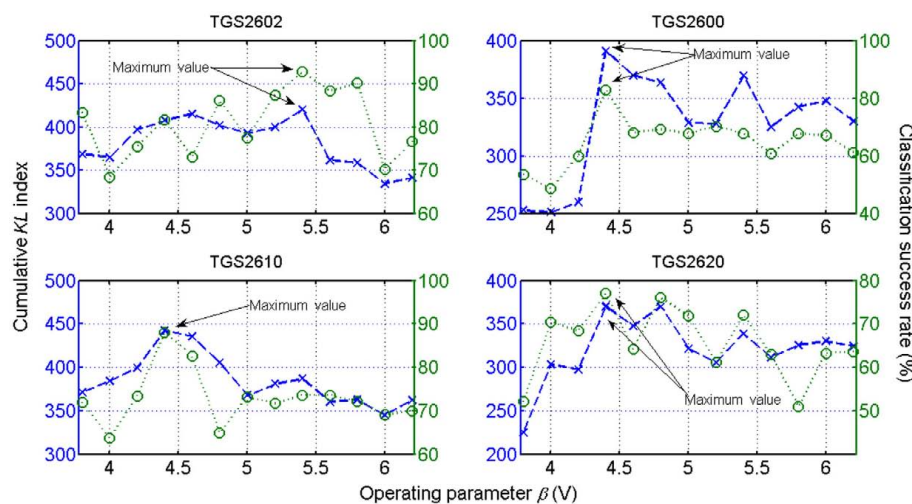 TGS2602
TGS2600
500
450
400
350
300
100
90
80
70
60
4 4.5 5 5.5 6
Maximum value
400
350
300
250
100
80
60
40
4 4.5 5 5.5 6
Maximum value
TGS2610
TGS2620
500
450
400
350
300
100
90
80
70
60
4 4.5 5 5.5 6
Maximum value
400
350
300
250
200
80
70
60
50
4 4.5 5 5.5 6
Maximum value
Cumulative KL index
Classification success rate (%)
Operating parameter β (V)